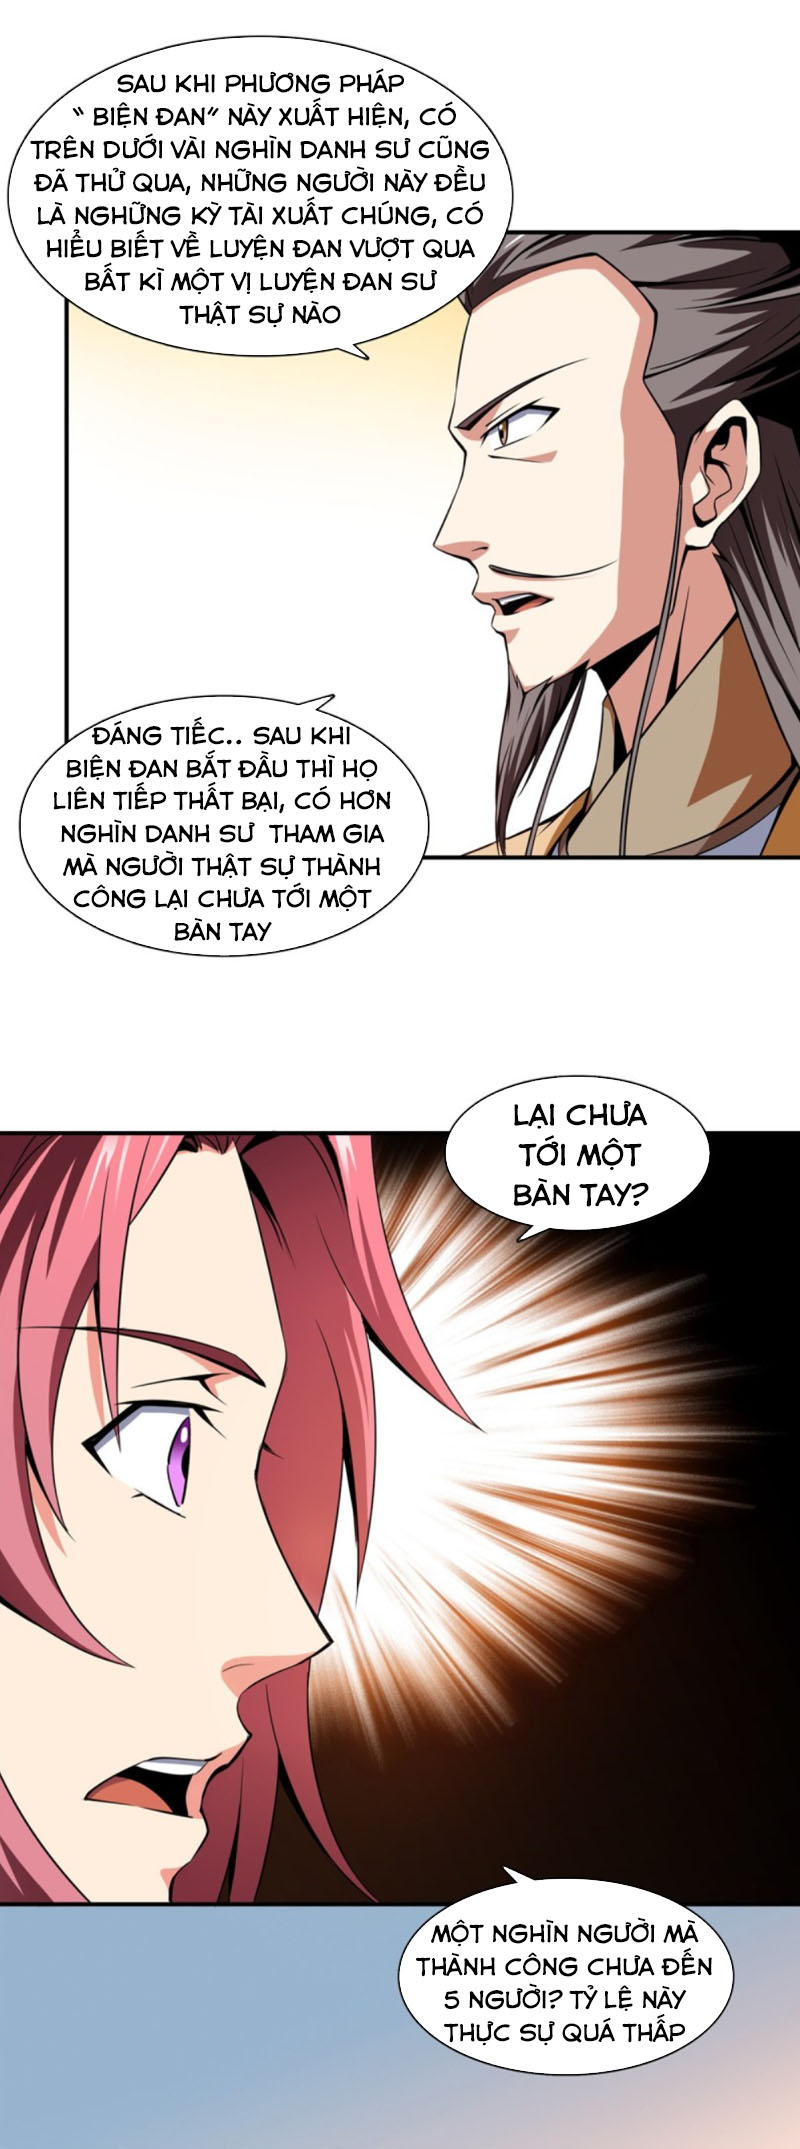 SAU KHI PHƯƠNG PHÁP
“ BIỆN ĐAN” NÀY XUẤT HIỆN, CÓ
TRÊN DƯỚI VÀI NGHÌN DANH SƯ CŨNG
ĐÃ THỬ QUA, NHỮNG NGƯỜI NÀY ĐỀU
LÀ NGHỮNG KỲ TÀI XUẤT CHÚNG, CÓ
HIỂU BIẾT VỀ LUYỆN ĐAN VƯỢT QUA
BẤT KÌ MỘT VỊ LUYỆN ĐAN SƯ
THẬT SỰ NÀO
ĐÁNG TIẾC.. SAU KHI
BIỆN ĐAN BẮT ĐẦU THÌ HỌ
LIÊN TIẾP THẤT BẠI, CÓ HƠN
NGHÌN DANH SƯ THAM GIA
MÀ NGƯỜI THẬT SỰ THÀNH
CÔNG LẠI CHƯA TỚI MỘT
BÀN TAY
LẠI CHƯA
TỚI MỘT
BÀN TAY?
MỘT NGHÌN NGƯỜI MÀ
THÀNH CÔNG CHƯA ĐẾN
5 NGƯỜI? TỶ LỆ NÀY
THỰC SỰ QUÁ THẤP